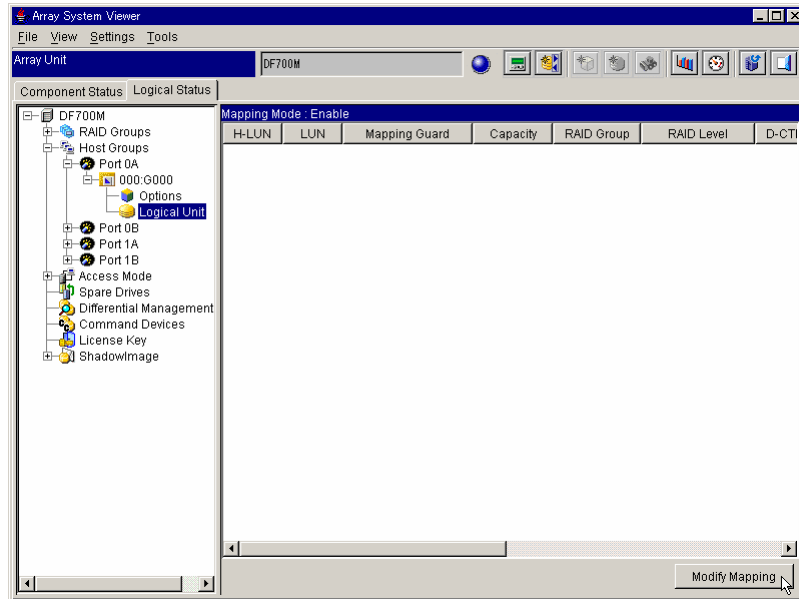 Array System Viewer
File View Settings Tools
Array Unit
DF700M
Component Status Logical Status
DF700M
RAID Groups
Host Groups
Port 0A
000:G000
Options
Logical Unit
Port 0B
Port 1A
Port 1B
Access Mode
Spare Drives
Differential Management
Command Devices
License Key
ShadowImage
Mapping Mode : Enable
H-LUN LUN Mapping Guard Capacity RAID Group RAID Level D-CTL
Modify Mapping